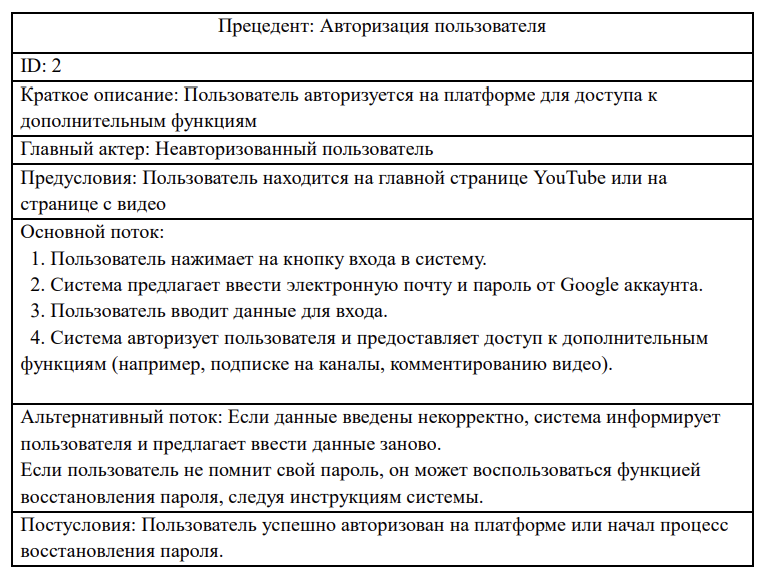 Прецедент: Авторизация пользователя
ID: 2
Краткое описание: Пользователь авторизуется на платформе для доступа к
дополнительным функциям
Главный актер: Неавторизованный пользователь
Предусловия: Пользователь находится на главной странице YouTube или на
странице с видео
Основной поток:
1. Пользователь нажимает на кнопку входа в систему.
2. Система предлагает ввести электронную почту и пароль от Google аккаунта.
3. Пользователь вводит данные для входа.
4. Система авторизует пользователя и предоставляет доступ к дополнительным
функциям (например, подписке на каналы, комментированию видео).
Альтернативный поток: Если данные введены некорректно, система информирует
пользователя и предлагает ввести данные заново.
Если пользователь не помнит свой пароль, он может воспользоваться функцией
восстановления пароля, следуя инструкциям системы.
Постусловия: Пользователь успешно авторизован на платформе или начал процесс
восстановления пароля.